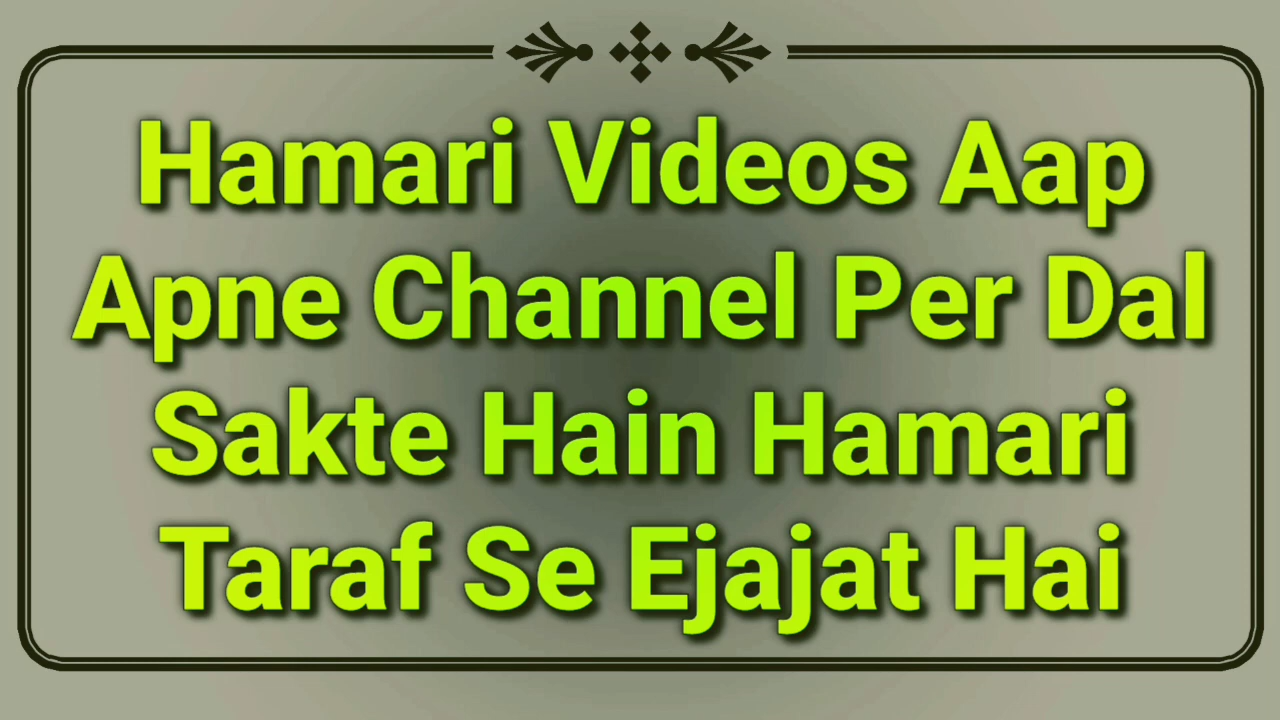 Hamari Videos Aap
Apne Channel Per Dal
Sakte Hain Hamari
Taraf Se Ejajat Hai